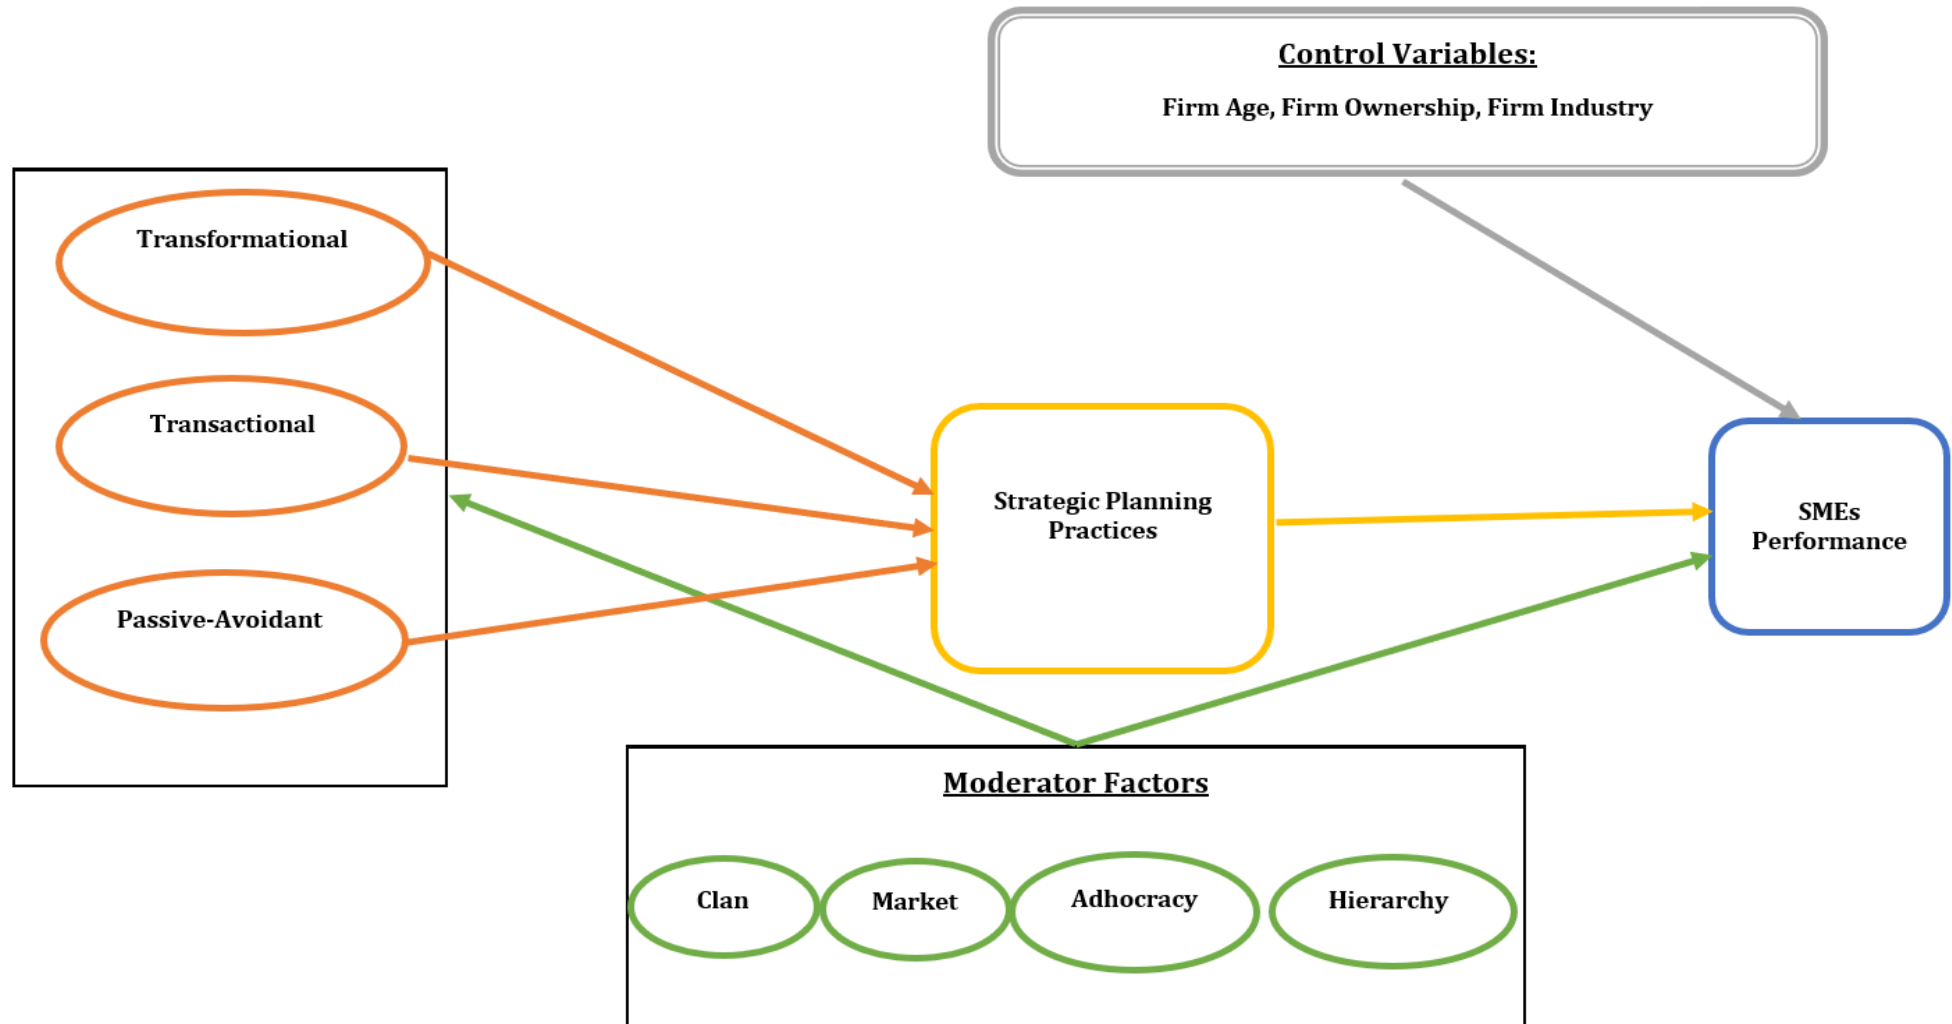 Control Variables:
Firm Age, Firm Ownership, Firm Industry
Transformational
Transactional
Passive-Avoidant
Strategic Planning
Practices
SMEs
Performance
Moderator Factors
Clan
Market
Adhocracy
Hierarchy